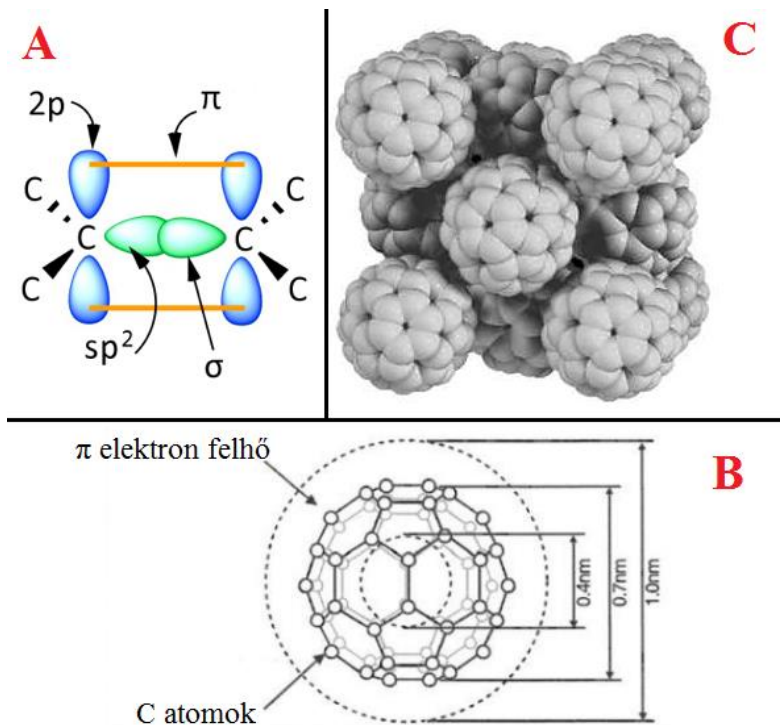 A
2p
π
C
C
C
C
C
C
sp²
σ
C
π elektron felhő
B
0.4nm
0.7nm
1.0nm
C atomok